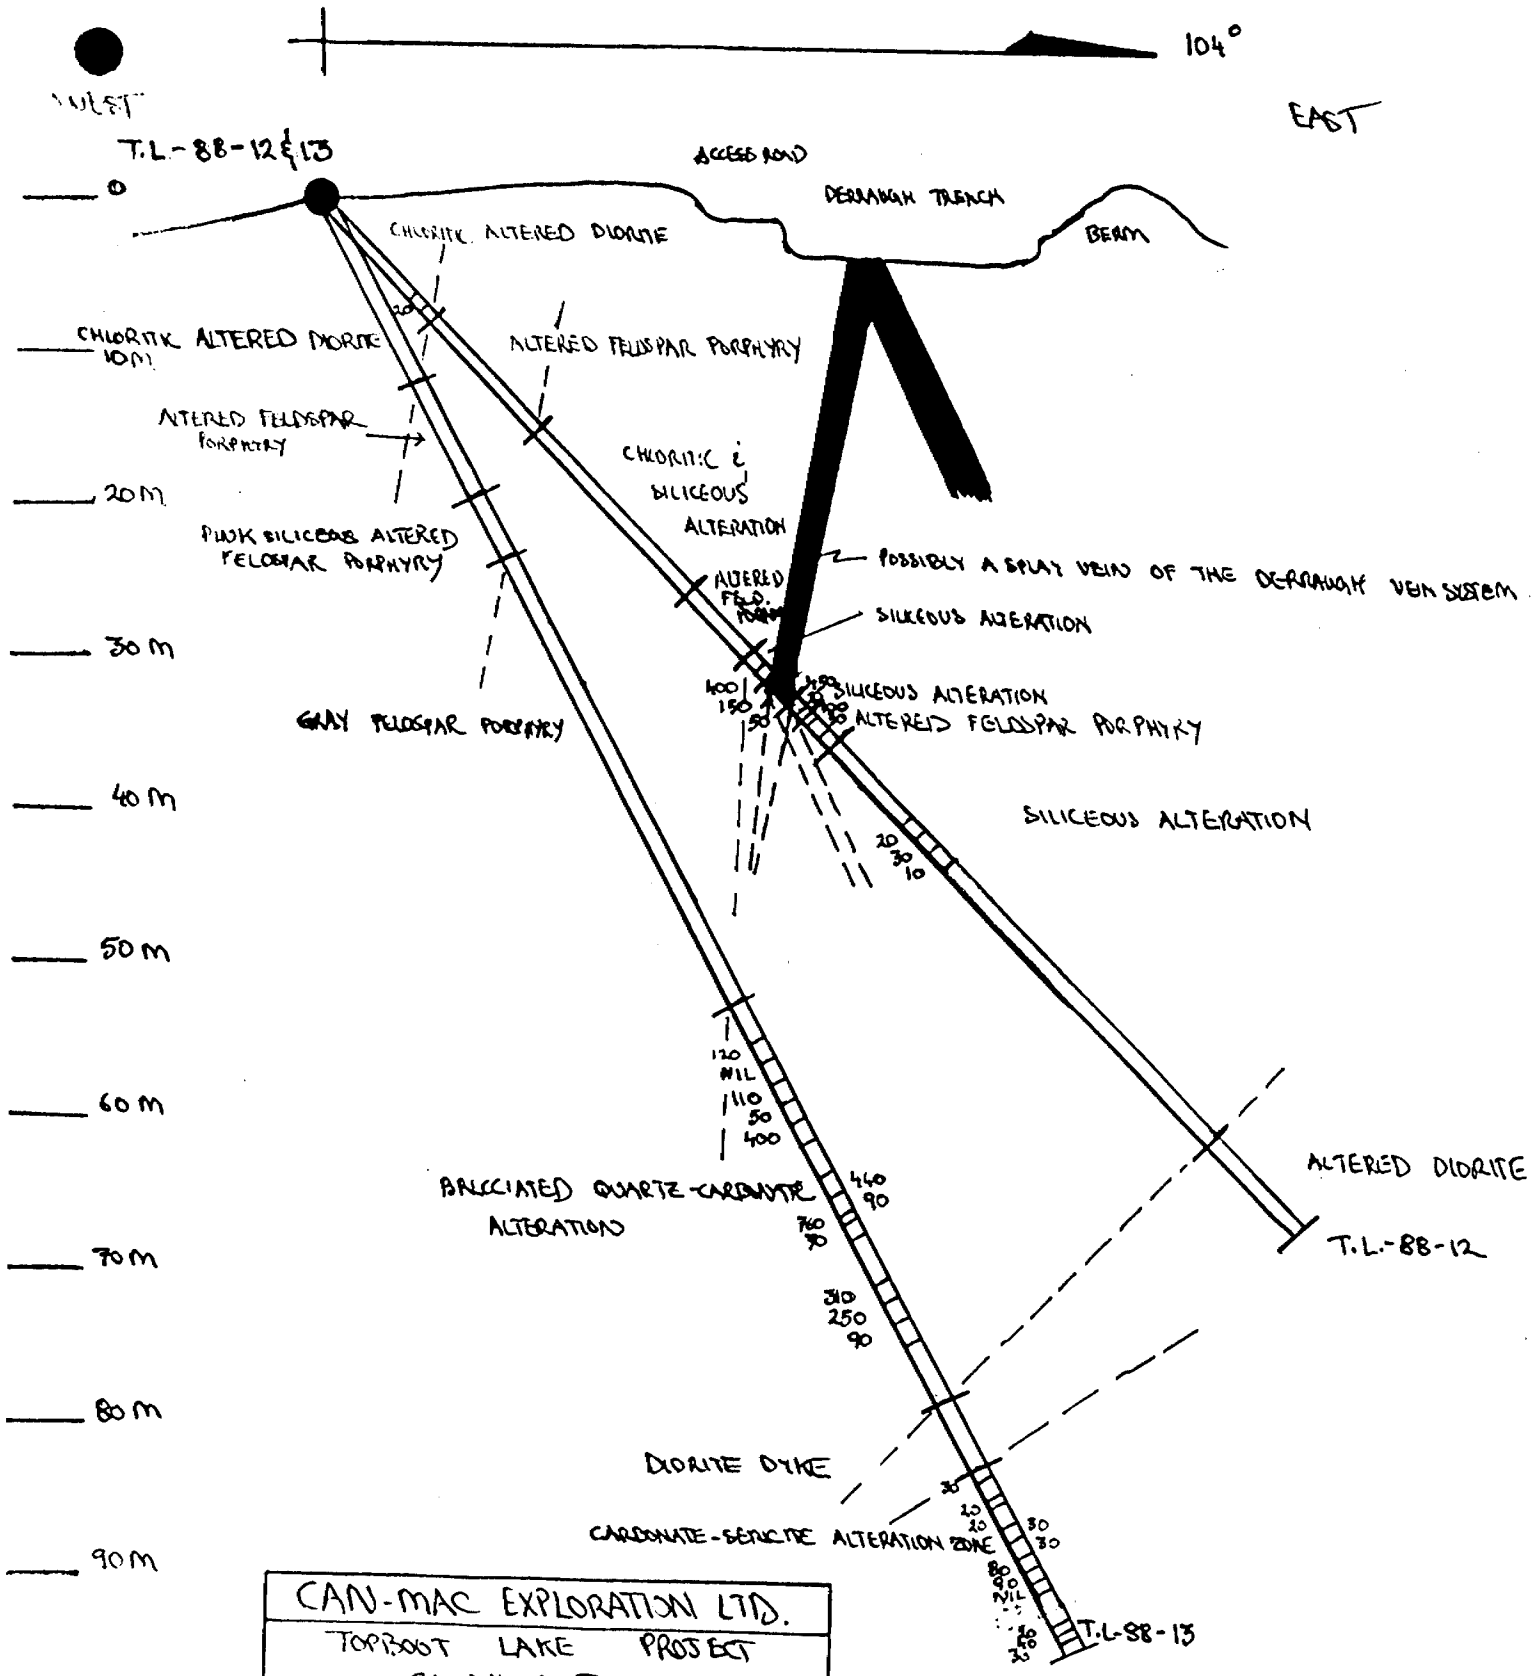 104°
WEST
EAST
T.L.-88-12 & 13
ACCESS ROAD
0
DERRAUGH TRENCH
CHLORITIC ALTERED DIORITE
BERM
20
CHLORITIC ALTERED DIORITE
10M
ALTERED FELDSPAR PORPHYRY
ALTERED FELDSPAR
PORPHYRY
CHLORITIC &
SILICEOUS
ALTERATION
20M
PINK SILICEOUS ALTERED
FELDSPAR PORPHYRY
ALTERED
FELD.
POSSIBLY A SPLAY VEIN OF THE DERRAUGH VEIN SYSTEM.
SILICEOUS ALTERATION
30 M
400
150
50
450
SILICEOUS ALTERATION
ALTERED FELDSPAR PORPHYRY
GRAY FELDSPAR PORPHYRY
40 M
SILICEOUS ALTERATION
20
30
10
50 M
120
NIL
110
50
400
60 M
ALTERED DIORITE
BRECCIATED QUARTZ-CARBONATE
ALTERATION
440
90
760
70 M
T.L.-88-12
310
250
90
80 M
DIORITE DYKE
30
20
20
30
30
CARBONATE-SERICITE ALTERATION ZONE
80
90
NIL
90 M
T.L-88-13
CAN-MAC EXPLORATION LTD.
TOPBOOT LAKE PROJECT